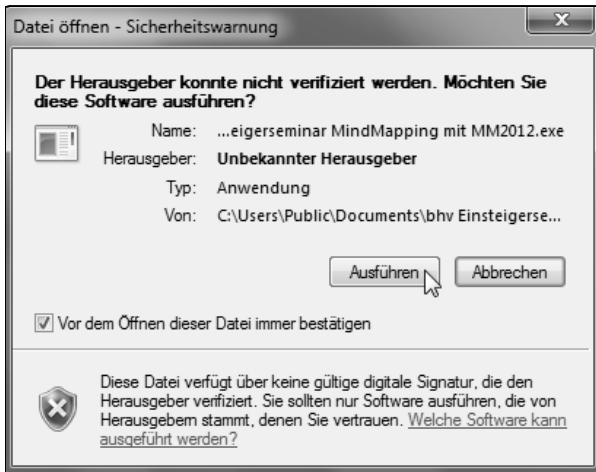 Datei öffnen - Sicherheitswarnung
Der Herausgeber konnte nicht verifiziert werden. Möchten Sie
diese Software ausführen?
Name: ...eigerseminar MindMapping mit MM2012.exe
Herausgeber: Unbekannter Herausgeber
Typ: Anwendung
Von: C:\Users\Public\Documents\bhv Einsteigerse...
Ausführen Abbrechen
Vor dem Öffnen dieser Datei immer bestätigen
Diese Datei verfügt über keine gültige digitale Signatur, die den
Herausgeber verifiziert. Sie sollten nur Software ausführen, die von
Herausgebern stammt, denen Sie vertrauen. Welche Software kann
ausgeführt werden?